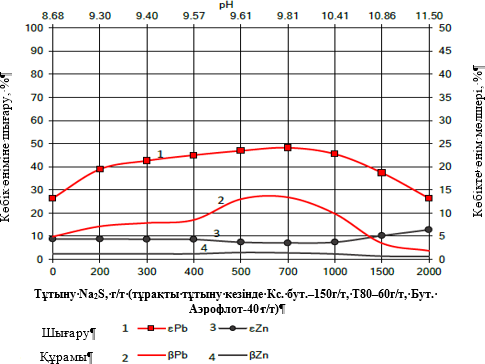 pH
8.68 9.30 9.40 9.57 9.61 9.81 10.41 10.86 11.50
Көбік өніміне шығару, %¶
100
90
80
70
60
50
40
30
20
10
0
50
45
40
35
30
25
20
15
10
5
0
Көбікте өнім мөлшері, %¶
1
2
3
4
0 200 300 400 500 700 1000 1500 2000
Тұтыну·Na₂S,·г/т·(тұрақты·тұтыну·кезінде·Кс.·бут.–150г/т,·Т80–60г/т,·Бут.·
Аэрофлот-40·г/т)¶
Шығару¶ 1 εPb 3 εZn
Құрамы¶ 2 βPb 4 βZn